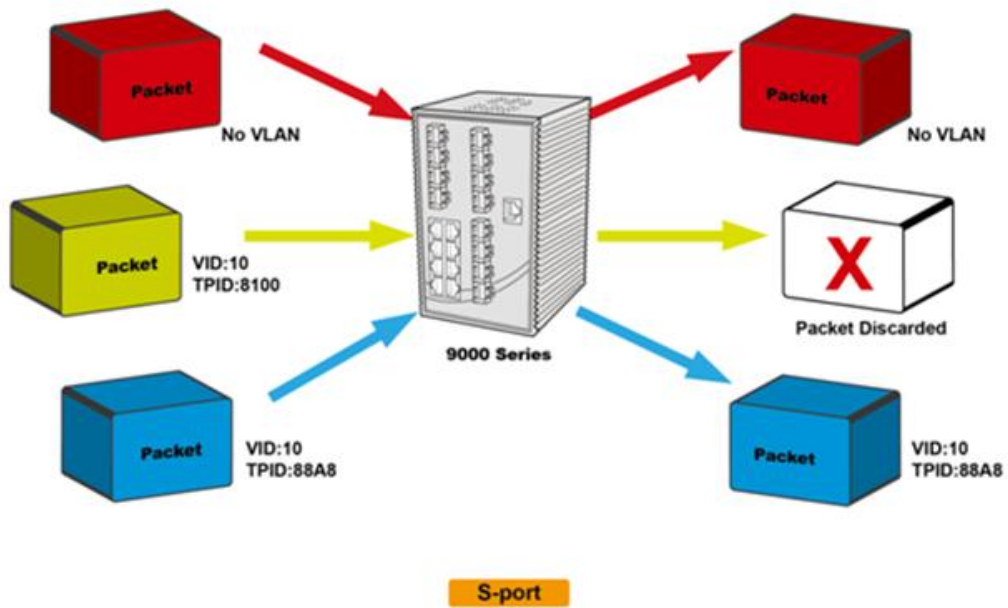 Packet
No VLAN
Packet
No VLAN
Packet
VID:10
TPID:8100
X
Packet Discarded
9000 Series
Packet
VID:10
TPID:88A8
Packet
VID:10
TPID:88A8
S-port